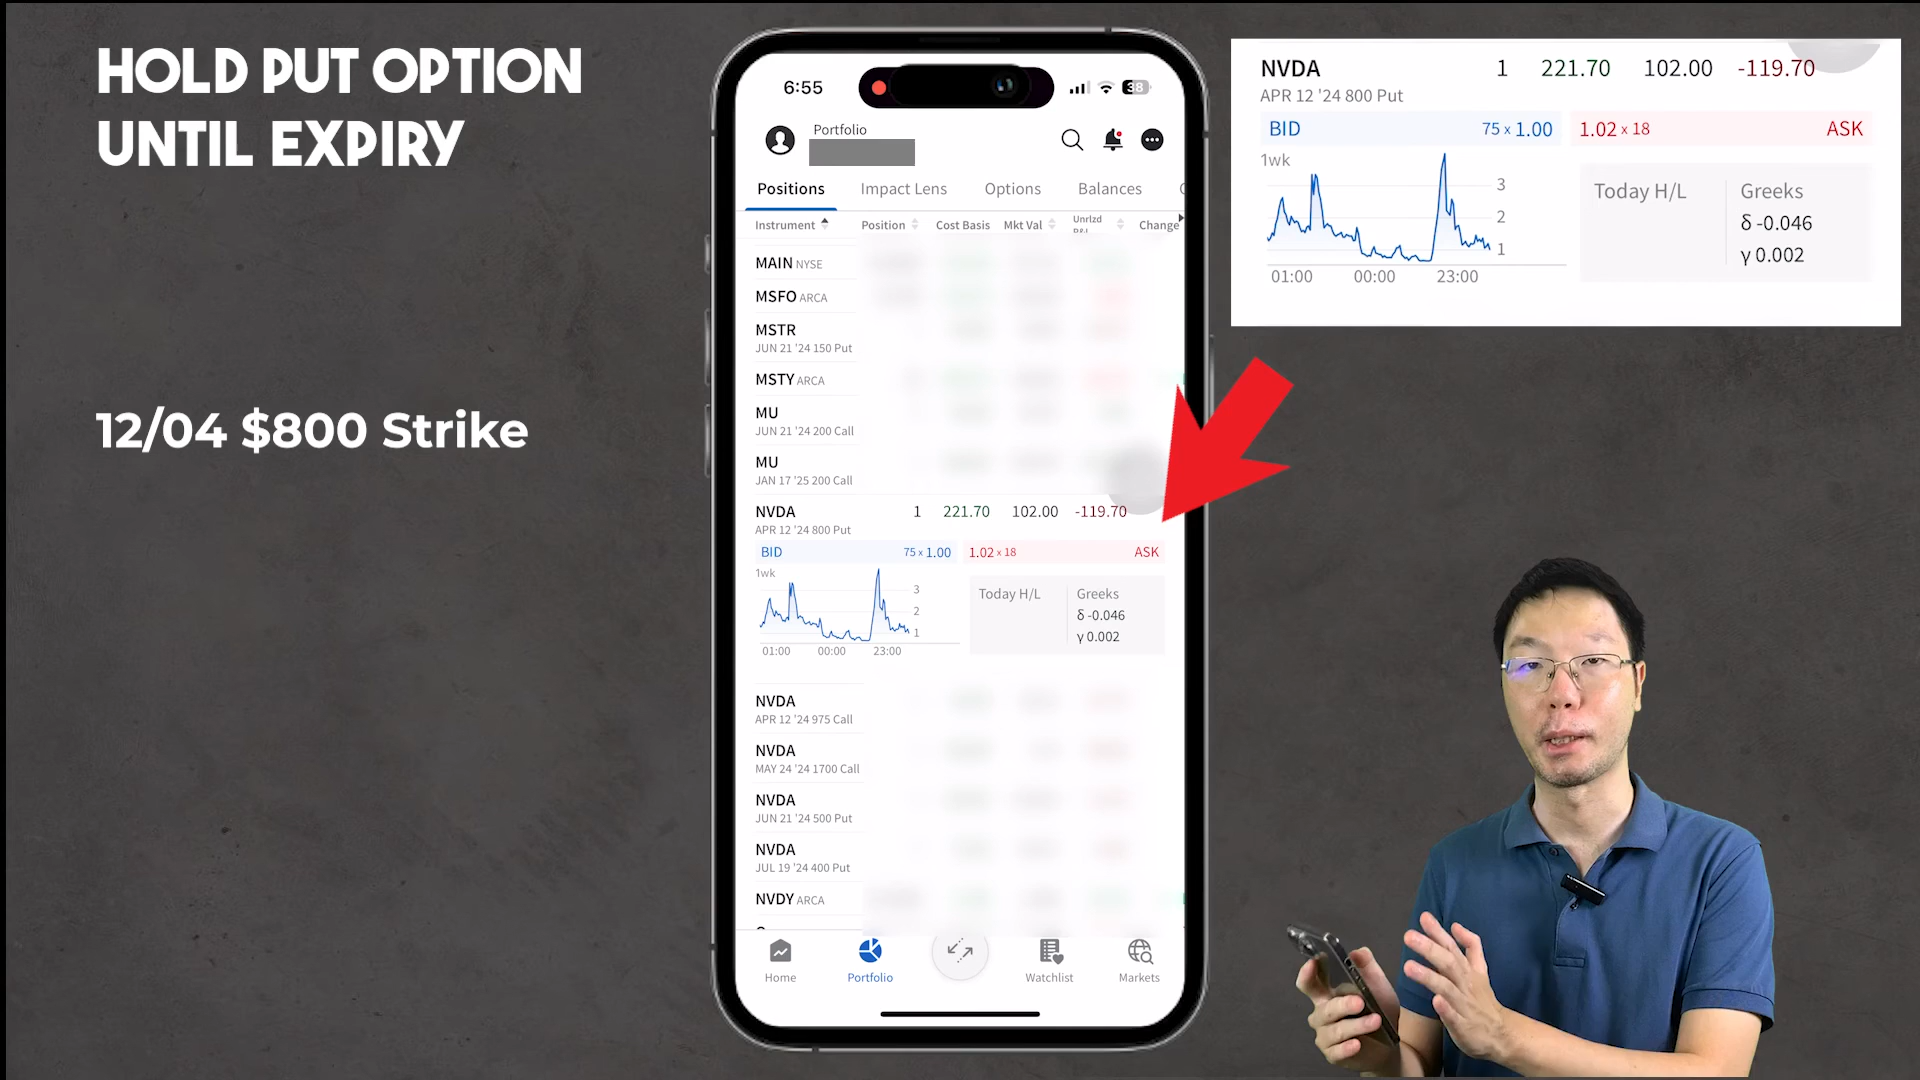 HOLD PUT OPTION
UNTIL EXPIRY
12/04 $800 Strike
6:55
38
Portfolio
Positions Impact Lens Options Balances
Instrument Position Cost Basis Mkt Val Unrlzd P&L Change
MAIN NYSE
MSFO ARCA
MSTR
JUN 21 '24 150 Put
MSTY ARCA
MU
JUN 21 '24 200 Call
MU
JAN 17 '25 200 Call
NVDA 1 221.70 102.00 -119.70
APR 12 '24 800 Put
BID 75 x 1.00 1.02 x 18 ASK
1wk
3
2
1
01:00 00:00 23:00
Today H/L Greeks
δ -0.046
γ 0.002
NVDA
APR 12 '24 975 Call
NVDA
MAY 24 '24 1700 Call
NVDA
JUN 21 '24 500 Put
NVDA
JUL 19 '24 400 Put
NVDY ARCA
Home Portfolio Watchlist Markets
NVDA 1 221.70 102.00 -119.70
APR 12 '24 800 Put
BID 75 x 1.00 1.02 x 18 ASK
1wk
3
2
1
01:00 00:00 23:00
Today H/L Greeks
δ -0.046
γ 0.002